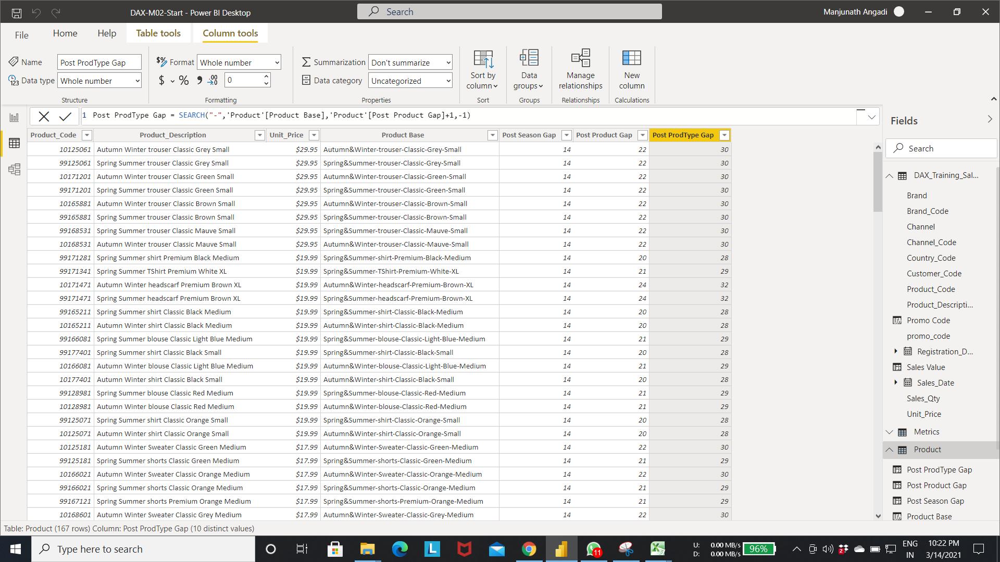 DAX-M02-Start - Power BI Desktop
Search
Manjunath Angadi
File
Home
Help
Table tools
Column tools
Name
Post ProdType Gap
Data type
Whole number
Structure
Format
Whole number
$ % 0
Formatting
Summarization
Don't summarize
Data category
Uncategorized
Properties
Sort by
column
Sort
Data
groups
Groups
Manage
relationships
Relationships
New
column
Calculations
1 Post ProdType Gap = SEARCH("-",'Product'[Product Base],'Product'[Post Product Gap]+1,-1)
Product_Code Product_Description Unit_Price Product Base Post Season Gap Post Product Gap Post ProdType Gap
10125061 Autumn Winter trouser Classic Grey Small $29.95 Autumn&Winter-trouser-Classic-Grey-Small 14 22 30
99125061 Spring Summer trouser Classic Grey Small $29.95 Spring&Summer-trouser-Classic-Grey-Small 14 22 30
10171201 Autumn Winter trouser Classic Green Small $29.95 Autumn&Winter-trouser-Classic-Green-Small 14 22 30
99171201 Spring Summer trouser Classic Green Small $29.95 Spring&Summer-trouser-Classic-Green-Small 14 22 30
10165881 Autumn Winter trouser Classic Brown Small $29.95 Autumn&Winter-trouser-Classic-Brown-Small 14 22 30
99165881 Spring Summer trouser Classic Brown Small $29.95 Spring&Summer-trouser-Classic-Brown-Small 14 22 30
99168531 Spring Summer trouser Classic Mauve Small $29.95 Spring&Summer-trouser-Classic-Mauve-Small 14 22 30
10168531 Autumn Winter trouser Classic Mauve Small $29.95 Autumn&Winter-trouser-Classic-Mauve-Small 14 22 30
99171281 Spring Summer shirt Premium Black Medium $19.99 Spring&Summer-shirt-Premium-Black-Medium 14 20 28
99171341 Spring Summer TShirt Premium White XL $19.99 Spring&Summer-TShirt-Premium-White-XL 14 21 29
10171471 Autumn Winter headscarf Premium Brown XL $19.99 Autumn&Winter-headscarf-Premium-Brown-XL 14 24 32
99171471 Spring Summer headscarf Premium Brown XL $19.99 Spring&Summer-headscarf-Premium-Brown-XL 14 24 32
99165211 Spring Summer shirt Classic Black Medium $19.99 Spring&Summer-shirt-Classic-Black-Medium 14 20 28
10165211 Autumn Winter shirt Classic Black Medium $19.99 Autumn&Winter-shirt-Classic-Black-Medium 14 20 28
99166081 Spring Summer blouse Classic Light Blue Medium $19.99 Spring&Summer-blouse-Classic-Light-Blue-Medium 14 21 29
99177401 Spring Summer shirt Classic Black Small $19.99 Spring&Summer-shirt-Classic-Black-Small 14 20 28
10166081 Autumn Winter blouse Classic Light Blue Medium $19.99 Autumn&Winter-blouse-Classic-Light-Blue-Medium 14 21 29
10177401 Autumn Winter shirt Classic Black Small $19.99 Autumn&Winter-shirt-Classic-Black-Small 14 20 28
99128981 Spring Summer blouse Classic Red Medium $19.99 Spring&Summer-blouse-Classic-Red-Medium 14 21 29
10128981 Autumn Winter blouse Classic Red Medium $19.99 Autumn&Winter-blouse-Classic-Red-Medium 14 21 29
99125071 Spring Summer shirt Classic Orange Small $19.99 Spring&Summer-shirt-Classic-Orange-Small 14 20 28
10125071 Autumn Winter shirt Classic Orange Small $19.99 Autumn&Winter-shirt-Classic-Orange-Small 14 20 28
10125181 Autumn Winter Sweater Classic Green Medium $17.99 Autumn&Winter-Sweater-Classic-Green-Medium 14 22 30
99125181 Spring Summer shorts Classic Green Medium $17.99 Spring&Summer-shorts-Classic-Green-Medium 14 21 29
10166021 Autumn Winter Sweater Classic Orange Medium $17.99 Autumn&Winter-Sweater-Classic-Orange-Medium 14 22 30
99166021 Spring Summer shorts Classic Orange Medium $17.99 Spring&Summer-shorts-Classic-Orange-Medium 14 21 29
99167121 Spring Summer shorts Premium Orange Medium $17.99 Spring&Summer-shorts-Premium-Orange-Medium 14 21 29
10168601 Autumn Winter Sweater Classic Grey Medium $17.99 Autumn&Winter-Sweater-Classic-Grey-Medium 14 22 30
Fields
Search
DAX_Training_Sal...
Brand
Brand_Code
Channel
Channel_Code
Country_Code
Customer_Code
Product_Code
Product_Descripti...
Promo Code
promo_code
Registration_D...
Sales Value
Sales_Date
Sales_Qty
Unit_Price
Metrics
Product
Post ProdType Gap
Post Product Gap
Post Season Gap
Product Base
Table: Product (167 rows) Column: Post ProdType Gap (10 distinct values)
Type here to search
L
11
U: 0.00 MB/s
D: 0.00 MB/s
96%
2
ENG
IN
10:22 PM
3/14/2021